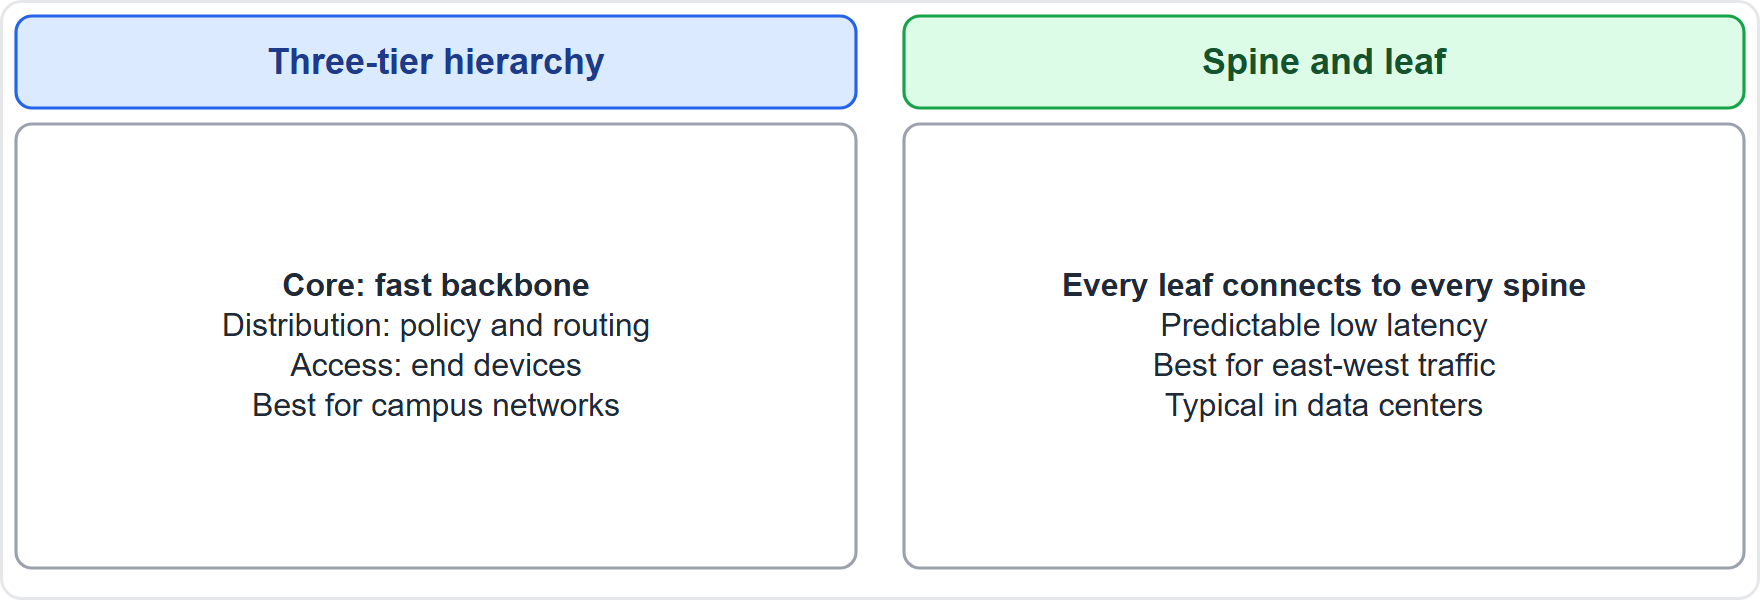 Three-tier hierarchy
Core: fast backbone
Distribution: policy and routing
Access: end devices
Best for campus networks
Spine and leaf
Every leaf connects to every spine
Predictable low latency
Best for east-west traffic
Typical in data centers